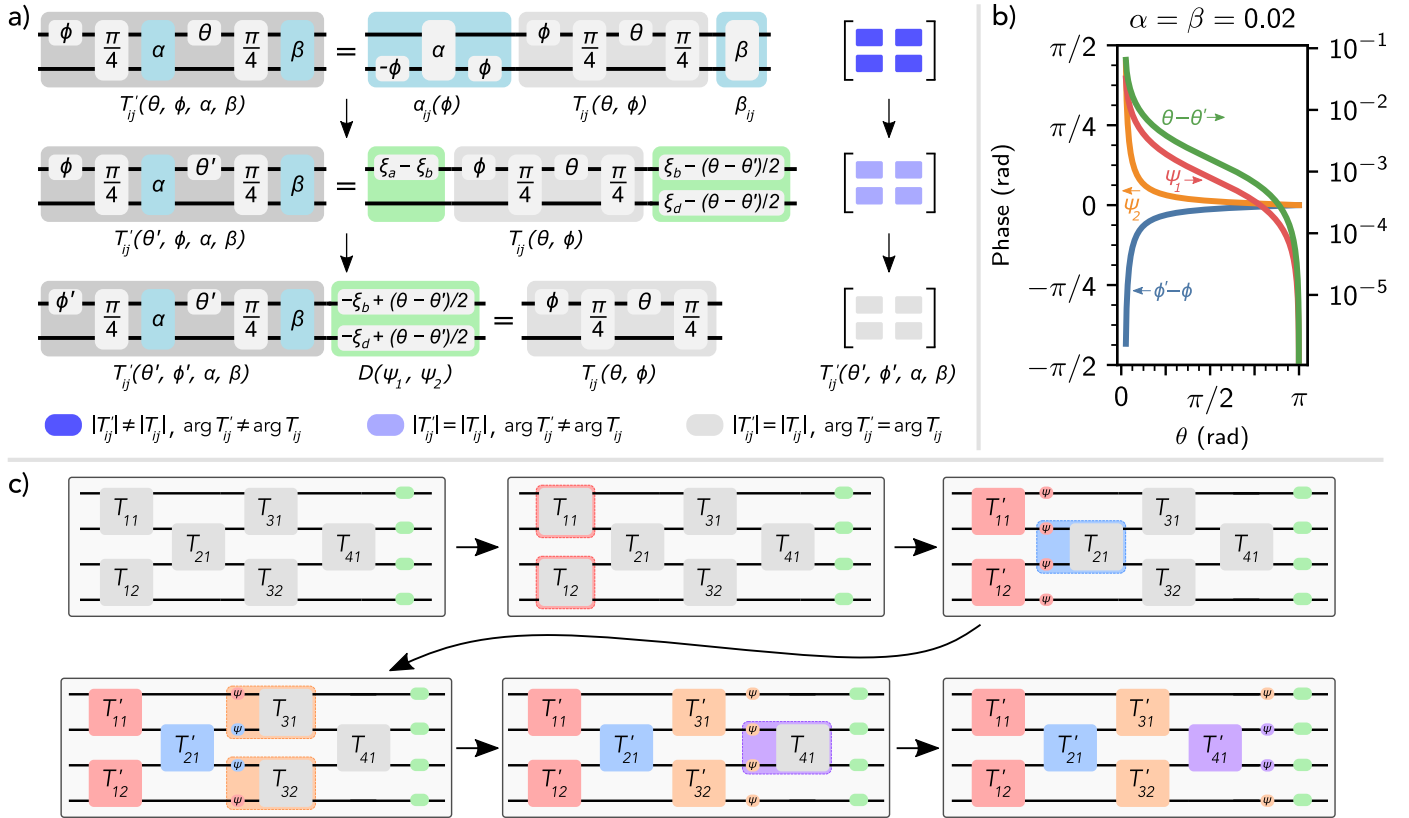 a)
ϕ π/4 α θ π/4 β = -ϕ α ϕ ϕ π/4 θ π/4 β
T'ij(θ, ϕ, α, β) αij(ϕ) Tij(θ, ϕ) βij
ϕ π/4 α θ' π/4 β = ξa − ξb ϕ π/4 θ π/4 ξb − (θ − θ')/2
ξd − (θ − θ')/2
T'ij(θ', ϕ, α, β) Tij(θ, ϕ)
ϕ' π/4 α θ' π/4 β −ξb + (θ − θ')/2 = ϕ π/4 θ π/4
−ξd + (θ − θ')/2
T'ij(θ', ϕ', α, β) D(ψ1, ψ2) Tij(θ, ϕ) T'ij(θ', ϕ', α, β)
|T'ij| ≠ |Tij|, arg T'ij ≠ arg Tij
|T'ij| = |Tij|, arg T'ij ≠ arg Tij
|T'ij| = |Tij|, arg T'ij = arg Tij
b)
α = β = 0.02
Phase (rad)
π/2
π/4
0
−π/4
−π/2
10⁻¹
10⁻²
10⁻³
10⁻⁴
10⁻⁵
θ−θ'→
ψ1→
←
ψ2
←ϕ'−ϕ
0 π/2 π
θ (rad)
c)
T11 T31
T21 T41
T12 T32
T11 T31
T21 T41
T12 T32
T'11 ψ T31
ψ T21 T41
T'12 ψ T32
ψ
T'11 ψ T31
T'21 ψ T41
T'12 ψ T32
ψ
T'11 T'31 ψ
T'21 ψ T41
T'12 T'32 ψ
ψ
T'11 T'31 ψ
T'21 T'41 ψ
T'12 T'32 ψ
ψ